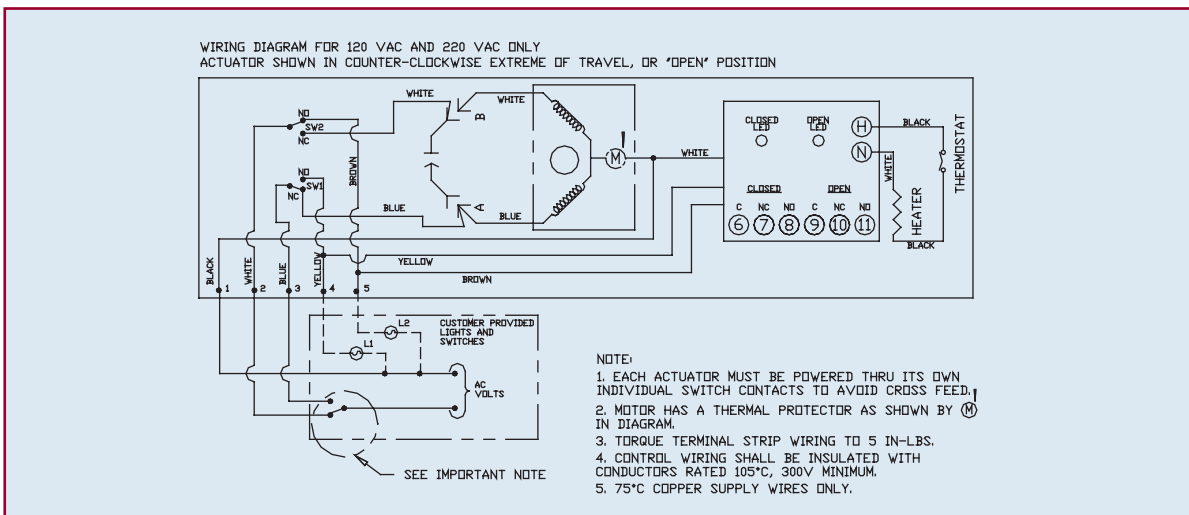 WIRING DIAGRAM FOR 120 VAC AND 220 VAC ONLY
ACTUATOR SHOWN IN COUNTER-CLOCKWISE EXTREME OF TRAVEL, OR "OPEN" POSITION
WHITE
NO
SW2
NC
BROWN
WHITE
B
M
!
WHITE
CLOSED LED
OPEN LED
H
N
BLACK
THERMOSTAT
WHITE
HEATER
BLACK
NO
SW1
NC
BLUE
A
BLUE
CLOSED
OPEN
C NC NO C NC NO
6 7 8 9 10 11
BLACK
WHITE
BLUE
YELLOW
YELLOW
BROWN
1 2 3 4 5
L2
L1
CUSTOMER PROVIDED
LIGHTS AND
SWITCHES
AC
VOLTS
SEE IMPORTANT NOTE
NOTE:
1. EACH ACTUATOR MUST BE POWERED THRU ITS OWN
INDIVIDUAL SWITCH CONTACTS TO AVOID CROSS FEED.
2. MOTOR HAS A THERMAL PROTECTOR AS SHOWN BY M!
IN DIAGRAM.
3. TORQUE TERMINAL STRIP WIRING TO 5 IN-LBS.
4. CONTROL WIRING SHALL BE INSULATED WITH
CONDUCTORS RATED 105°C, 300V MINIMUM.
5. 75°C COPPER SUPPLY WIRES ONLY.